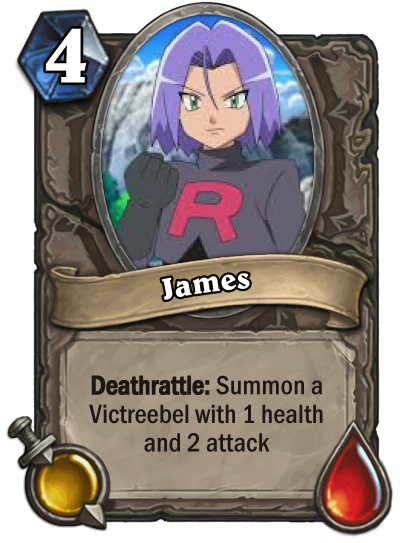 4
R
James
Deathrattle: Summon a
Victreebel with 1 health
and 2 attack